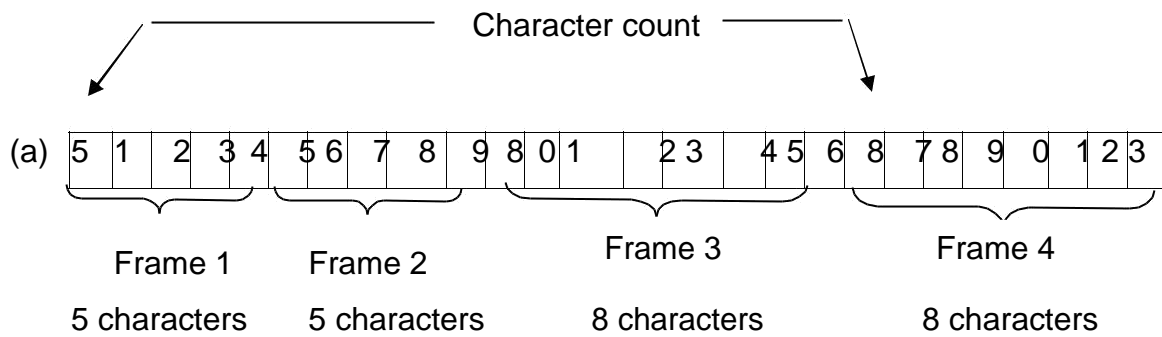 Character count
(a) 5 1 2 3 4 5 6 7 8 9 8 0 1 2 3 4 5 6 8 7 8 9 0 1 2 3
Frame 1 Frame 2 Frame 3 Frame 4
5 characters 5 characters 8 characters 8 characters